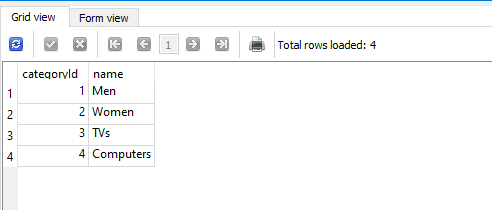 Grid view Form view
1 Total rows loaded: 4
categoryId name
1 1 Men
2 2 Women
3 3 TVs
4 4 Computers